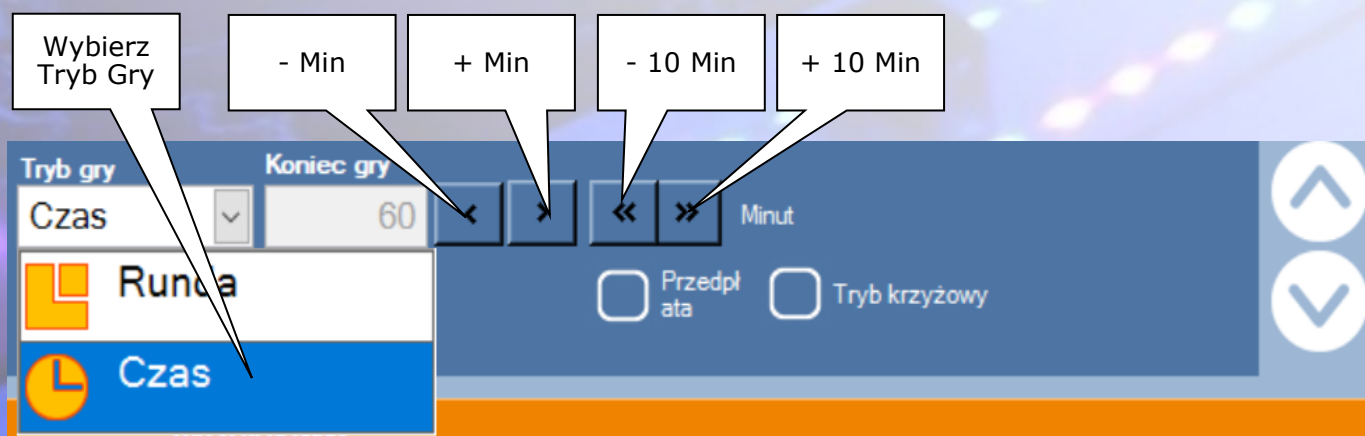 Wybierz
Tryb Gry
- Min
+ Min
- 10 Min
+ 10 Min
Tryb gry
Koniec gry
Czas
60
Minut
Runda
Przedpł
ata
Tryb krzyżowy
Czas